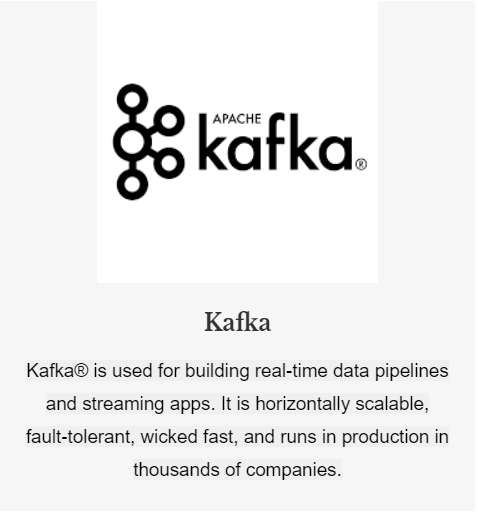 APACHE
kafka®
Kafka
Kafka® is used for building real-time data pipelines
and streaming apps. It is horizontally scalable,
fault-tolerant, wicked fast, and runs in production in
thousands of companies.